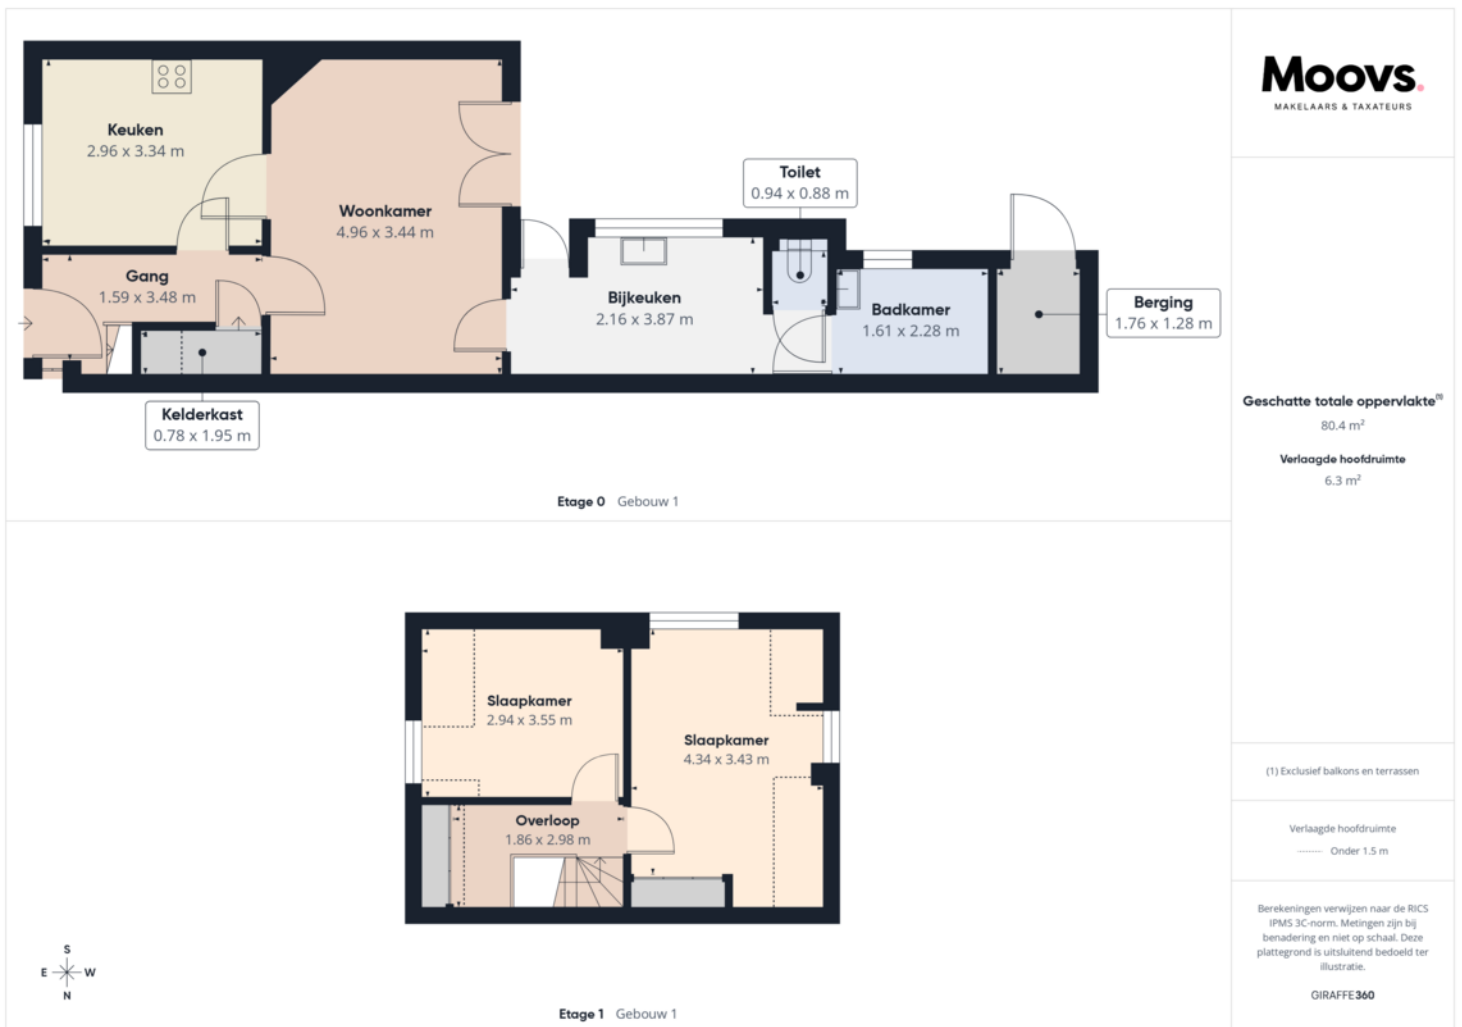 Keuken
2.96 x 3.34 m
Woonkamer
4.96 x 3.44 m
Gang
1.59 x 3.48 m
Kelderkast
0.78 x 1.95 m
Bijkeuken
2.16 x 3.87 m
Toilet
0.94 x 0.88 m
Badkamer
1.61 x 2.28 m
Berging
1.76 x 1.28 m
Etage 0 Gebouw 1
Slaapkamer
2.94 x 3.55 m
Slaapkamer
4.34 x 3.43 m
Overloop
1.86 x 2.98 m
S
E W
N
Etage 1 Gebouw 1
Moovs.
MAKELAARS & TAXATEURS
Geschatte totale oppervlakte(1)
80.4 m²
Verlaagde hoofdruimte
6.3 m²
(1) Exclusief balkons en terrassen
Verlaagde hoofdruimte
Onder 1.5 m
Berekeningen verwijzen naar de RICS
IPMS 3C-norm. Metingen zijn bij
benadering en niet op schaal. Deze
plattegrond is uitsluitend bedoeld ter
illustratie.
GIRAFFE360